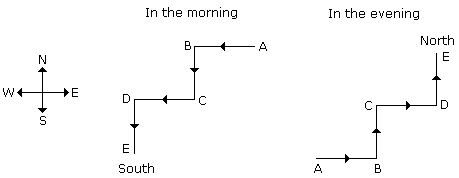 In the morning
In the evening
N
W E
S
B A
D C
E
South
North
E
C D
A B